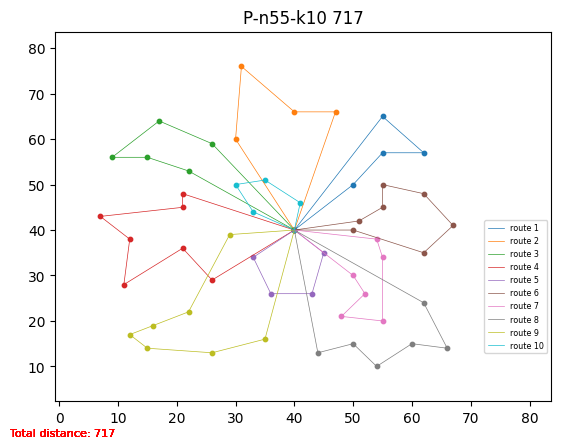 P-n55-k10 717
80
70
60
50
40
30
20
10
0 10 20 30 40 50 60 70 80
route 1
route 2
route 3
route 4
route 5
route 6
route 7
route 8
route 9
route 10
Total distance: 717